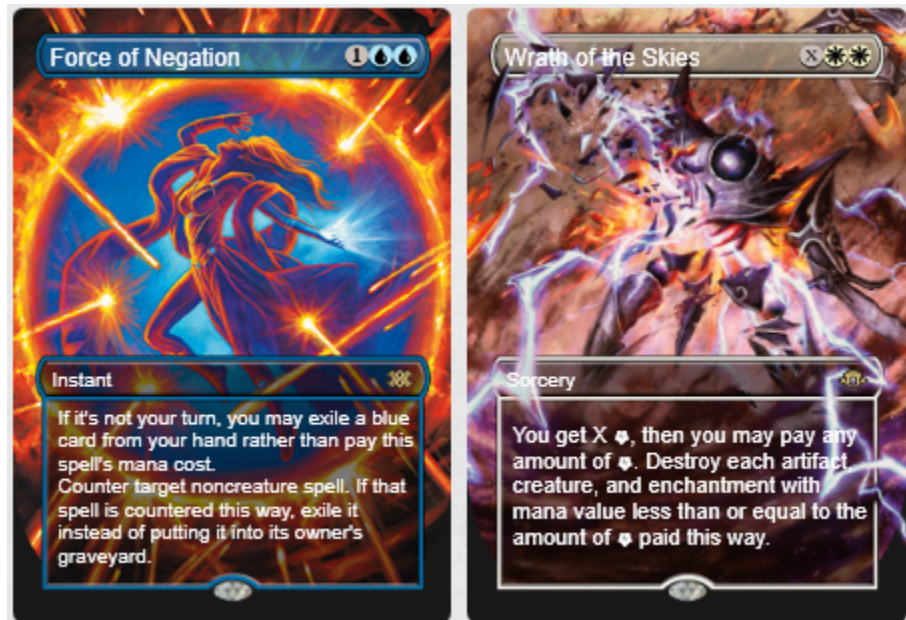 Force of Negation 1
Instant
If it's not your turn, you may exile a blue
card from your hand rather than pay this
spell's mana cost.
Counter target noncreature spell. If that
spell is countered this way, exile it
instead of putting it into its owner's
graveyard.
Wrath of the Skies X
Sorcery
You get X , then you may pay any
amount of . Destroy each artifact,
creature, and enchantment with
mana value less than or equal to the
amount of paid this way.